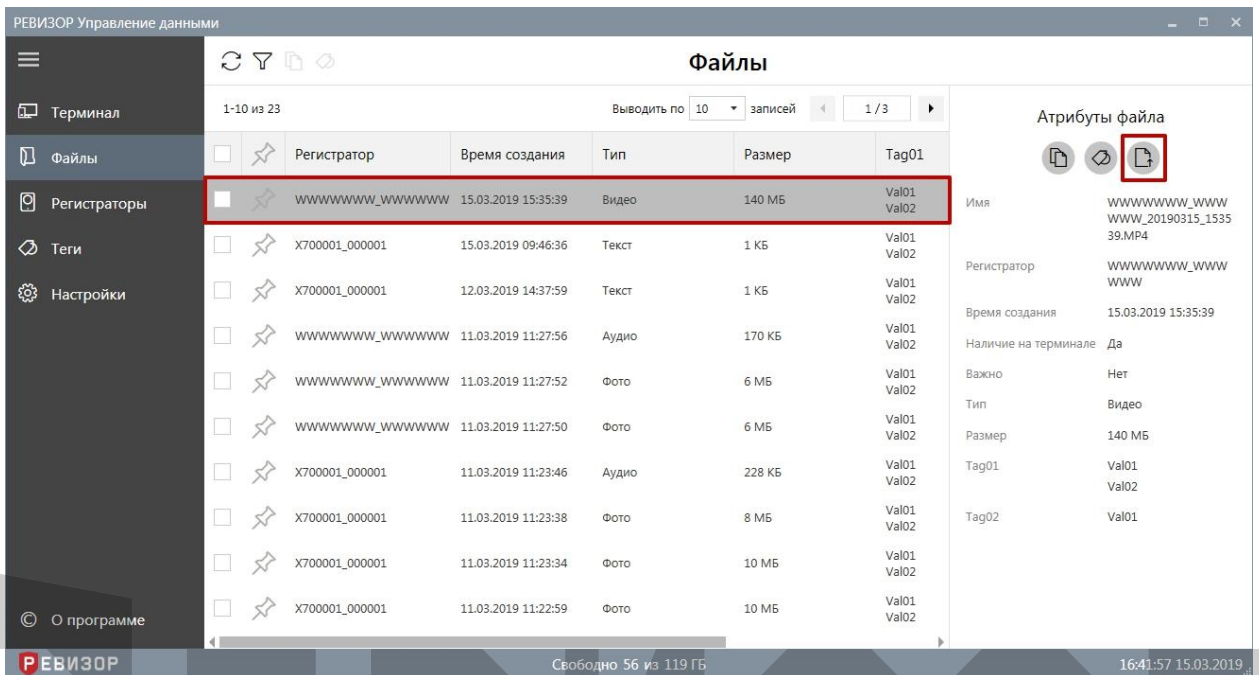 РЕВИЗОР Управление данными
Файлы
Терминал
Файлы
Регистраторы
Теги
Настройки
© О программе
1-10 из 23 Выводить по 10 записей 1 / 3
Регистратор Время создания Тип Размер Tag01
WWWWWWW_WWWWWW 15.03.2019 15:35:39 Видео 140 МБ Val01
Val02
X700001_000001 15.03.2019 09:46:36 Текст 1 КБ Val01
Val02
X700001_000001 12.03.2019 14:37:59 Текст 1 КБ Val01
Val02
WWWWWWW_WWWWWW 11.03.2019 11:27:56 Аудио 170 КБ Val01
Val02
WWWWWWW_WWWWWW 11.03.2019 11:27:52 Фото 6 МБ Val01
Val02
WWWWWWW_WWWWWW 11.03.2019 11:27:50 Фото 6 МБ Val01
Val02
X700001_000001 11.03.2019 11:23:46 Аудио 228 КБ Val01
Val02
X700001_000001 11.03.2019 11:23:38 Фото 8 МБ Val01
Val02
X700001_000001 11.03.2019 11:23:34 Фото 10 МБ Val01
Val02
X700001_000001 11.03.2019 11:22:59 Фото 10 МБ Val01
Val02
Атрибуты файла
Имя WWWWWWW_WWW
WWW_20190315_1535
39.MP4
Регистратор WWWWWWW_WWW
WWW
Время создания 15.03.2019 15:35:39
Наличие на терминале Да
Важно Нет
Тип Видео
Размер 140 МБ
Tag01 Val01
Val02
Tag02 Val01
РЕВИЗОР Свободно 56 из 119 ГБ 16:41:57 15.03.2019